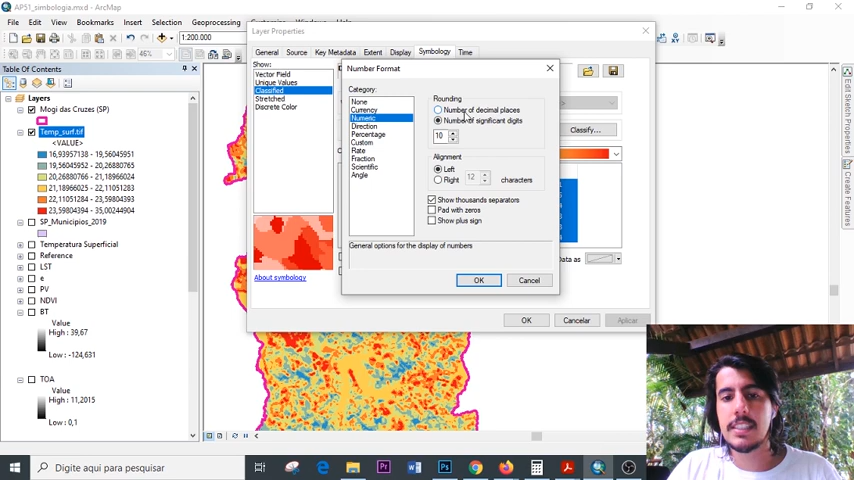 AP51_simbologia.mxd - ArcMap
File Edit View Bookmarks Insert Selection Geoprocessing
1:200.000
46%
Table Of Contents
Layers
Mogi das Cruzes (SP)
Temp_surf.tif
<VALUE>
16,93957138 - 19,56045951
19,56045952 - 20,26880765
20,26880766 - 21,18966024
21,18966025 - 22,11051283
22,11051284 - 23,59804393
23,59804394 - 35,00244904
SP_Municipios_2019
Temperatura Superficial
Reference
LST
e
PV
NDVI
BT
Value
High : 39,67
Low : -124,631
TOA
Value
High : 11,2015
Low : 0,1
Layer Properties
General Source Key Metadata Extent Display Symbology Time
Show:
Vector Field
Unique Values
Classified
Stretched
Discrete Color
About symbology
Classify...
Data as
OK Cancelar Aplicar
Number Format
Category:
None
Currency
Numeric
Direction
Percentage
Custom
Rate
Fraction
Scientific
Angle
Rounding
Number of decimal places
Number of significant digits
10
Alignment
Left
Right 12 characters
Show thousands separators
Pad with zeros
Show plus sign
General options for the display of numbers
OK Cancel
Edit Sketch Properties
Create Features
Digite aqui para pesquisar